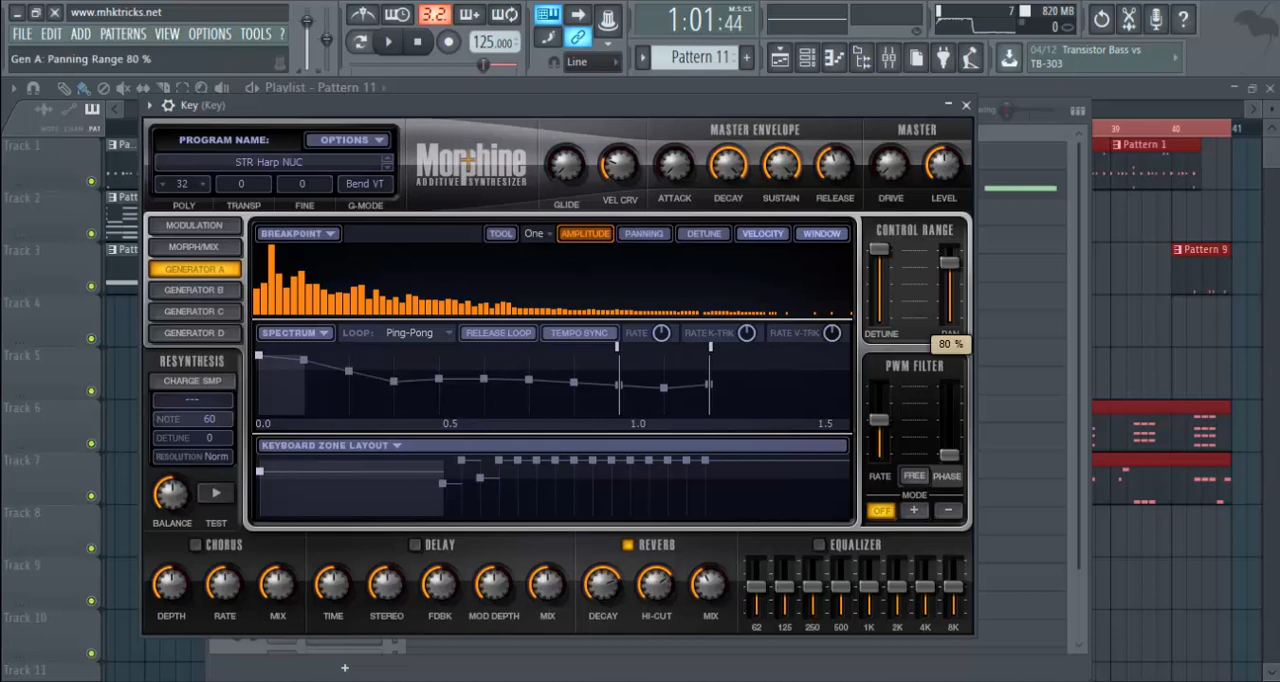 www.mhktricks.net
FILE EDIT ADD PATTERNS VIEW OPTIONS TOOLS ?
Gen A: Panning Range 80 %
3.2
125.000
Line
1:01:44
M:S:CS
Pattern 11
7
820 MB
0
04/12 Transistor Bass vs
TB-303
Playlist - Pattern 11
PAT
Track 1
Track 2
Track 3
Track 4
Track 5
Track 6
Track 7
Track 8
Track 9
Track 10
Track 11
39 40 41
Pattern 1
Pattern 9
Key (Key)
PROGRAM NAME: OPTIONS
STR Harp NUC
32 0 0 Bend VT
POLY TRANSP FINE G-MODE
Morphine
ADDITIVE SYNTHESIZER
GLIDE VEL CRV
MASTER ENVELOPE
ATTACK DECAY SUSTAIN RELEASE
MASTER
DRIVE LEVEL
MODULATION
MORPH/MIX
GENERATOR A
GENERATOR B
GENERATOR C
GENERATOR D
RESYNTHESIS
CHARGE SMP
---
NOTE 60
DETUNE 0
RESOLUTION Norm
BALANCE TEST
BREAKPOINT TOOL One AMPLITUDE PANNING DETUNE VELOCITY WINDOW
SPECTRUM LOOP: Ping-Pong RELEASE LOOP TEMPO SYNC RATE RATE K-TRK RATE V-TRK
0.0 0.5 1.0 1.5
KEYBOARD ZONE LAYOUT
CONTROL RANGE
DETUNE PAN
80 %
PWM FILTER
RATE FREE PHASE
MODE
OFF + -
CHORUS
DEPTH RATE MIX
DELAY
TIME STEREO FDBK MOD DEPTH MIX
REVERB
DECAY HI-CUT MIX
EQUALIZER
62 125 250 500 1K 2K 4K 8K